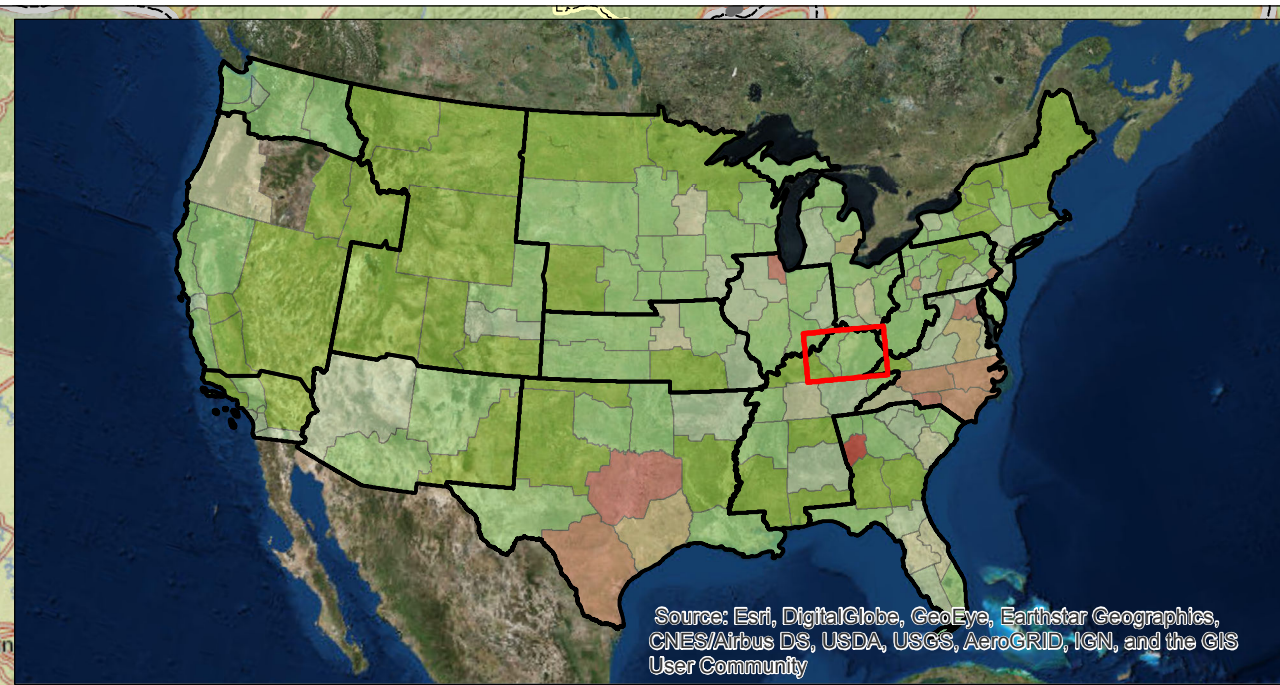 Source: Esri, DigitalGlobe, GeoEye, Earthstar Geographics,
CNES/Airbus DS, USDA, USGS, AeroGRID, IGN, and the GIS
User Community